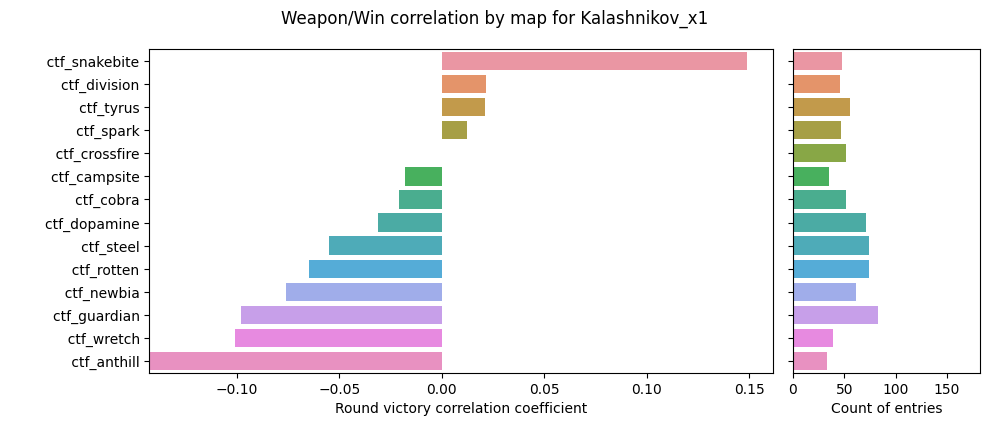 Weapon/Win correlation by map for Kalashnikov_x1
ctf_snakebite
ctf_division
ctf_tyrus
ctf_spark
ctf_crossfire
ctf_campsite
ctf_cobra
ctf_dopamine
ctf_steel
ctf_rotten
ctf_newbia
ctf_guardian
ctf_wretch
ctf_anthill
−0.10 −0.05 0.00 0.05 0.10 0.15
Round victory correlation coefficient
0 50 100 150
Count of entries